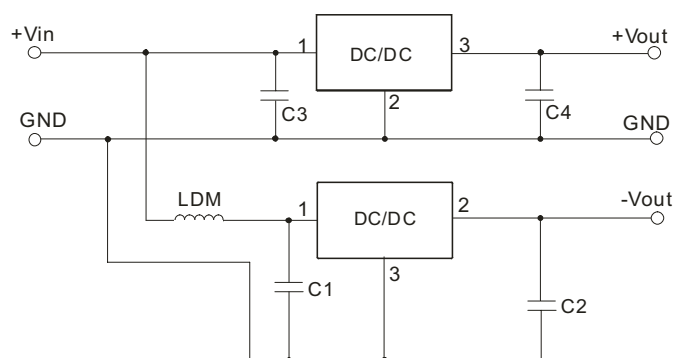 +Vin
1
DC/DC
3
+Vout
2
C3
C4
GND
GND
LDM
1
DC/DC
2
-Vout
3
C1
C2